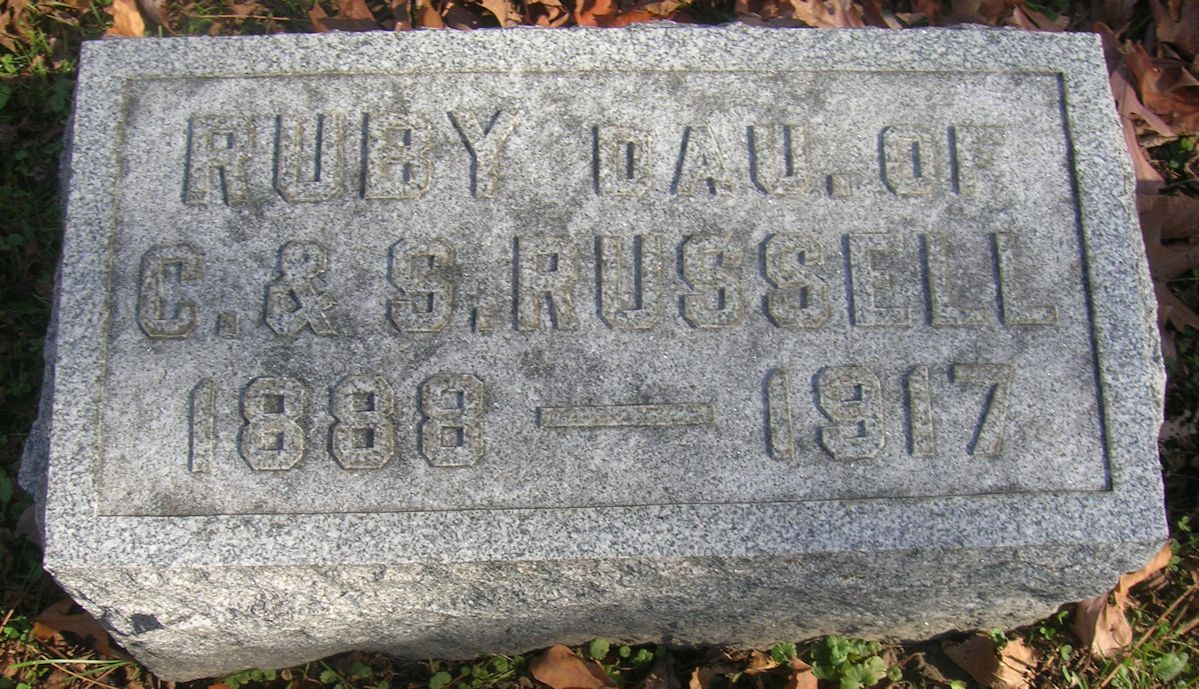 RUBY DAU. OF
C. & S. RUSSELL
1888 — 1917